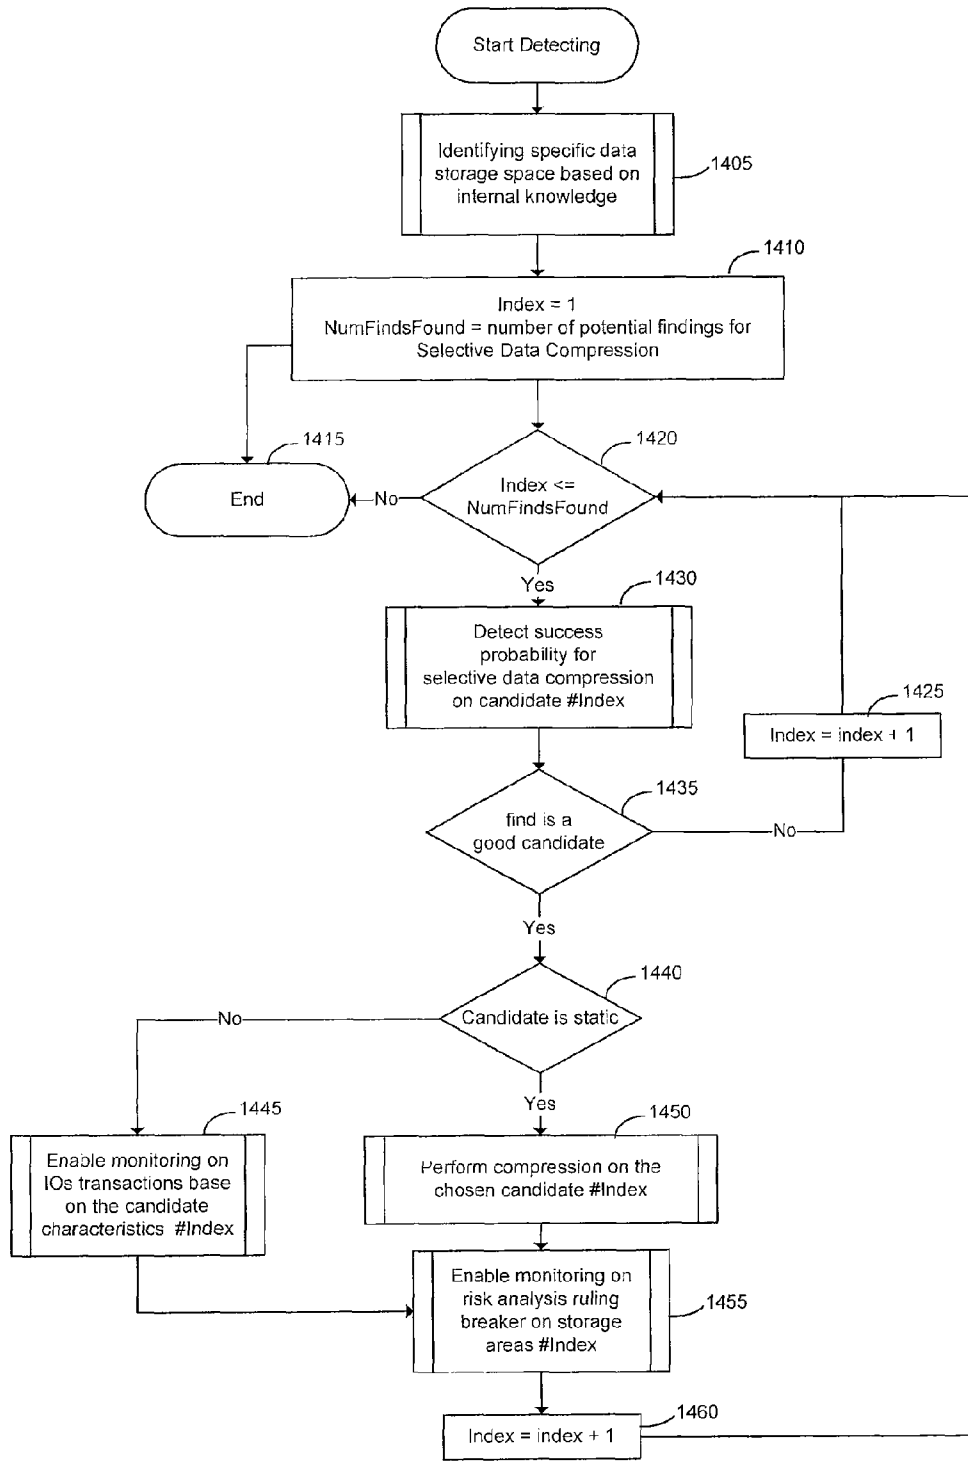 Start Detecting
Identifying specific data
storage space based on
internal knowledge
1405
1410
Index = 1
NumFindsFound = number of potential findings for
Selective Data Compression
1415
End
No
1420
Index <=
NumFindsFound
Yes
1430
Detect success
probability for
selective data compression
on candidate #Index
1425
Index = index + 1
1435
find is a
good candidate
No
Yes
1440
Candidate is static
No
Yes
1445
Enable monitoring on
IOs transactions base
on the candidate
characteristics #Index
1450
Perform compression on the
chosen candidate #Index
Enable monitoring on
risk analysis ruling
breaker on storage
areas #Index
1455
1460
Index = index + 1